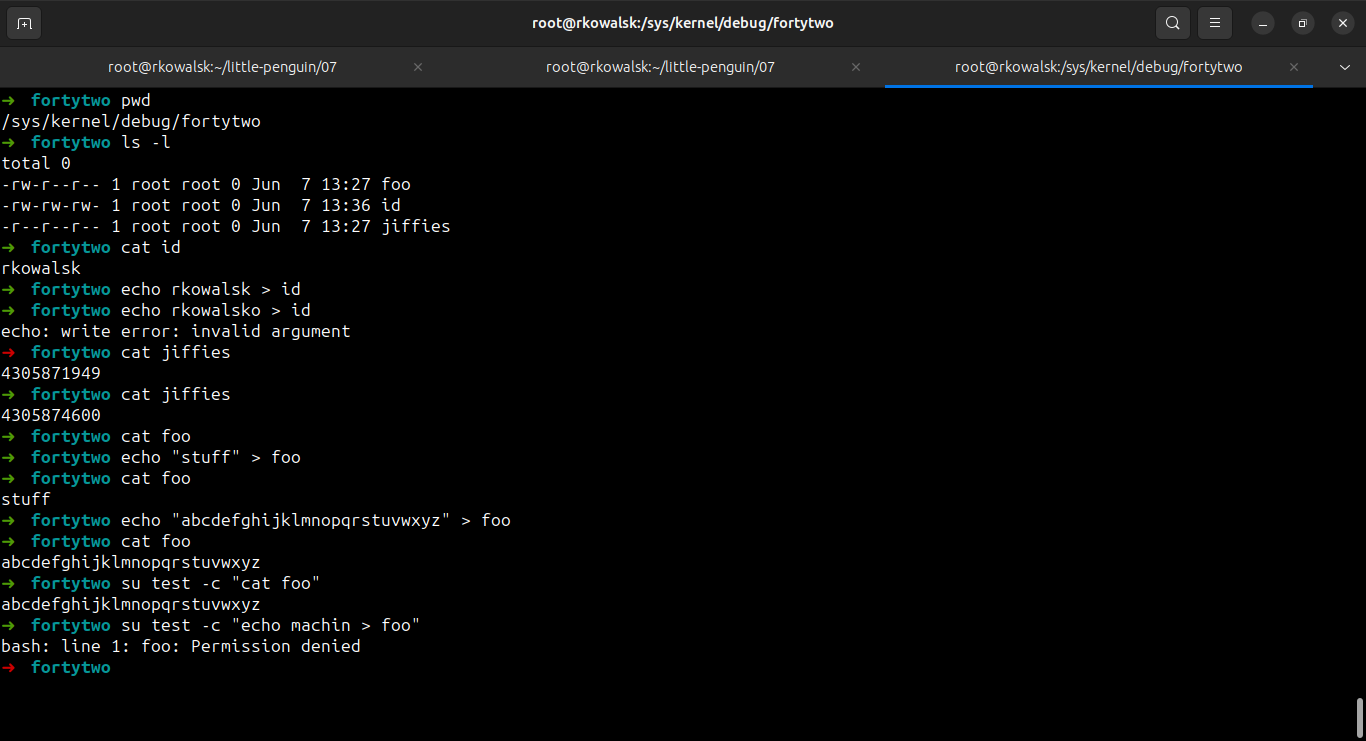 root@rkowalsk:/sys/kernel/debug/fortytwo
root@rkowalsk:~/little-penguin/07
root@rkowalsk:~/little-penguin/07
root@rkowalsk:/sys/kernel/debug/fortytwo
➜  fortytwo pwd
/sys/kernel/debug/fortytwo
➜  fortytwo ls -l
total 0
-rw-r--r-- 1 root root 0 Jun  7 13:27 foo
-rw-rw-rw- 1 root root 0 Jun  7 13:36 id
-r--r--r-- 1 root root 0 Jun  7 13:27 jiffies
➜  fortytwo cat id
rkowalsk
➜  fortytwo echo rkowalsk > id
➜  fortytwo echo rkowalsko > id
echo: write error: invalid argument
➜  fortytwo cat jiffies
4305871949
➜  fortytwo cat jiffies
4305874600
➜  fortytwo cat foo
➜  fortytwo echo "stuff" > foo
➜  fortytwo cat foo
stuff
➜  fortytwo echo "abcdefghijklmnopqrstuvwxyz" > foo
➜  fortytwo cat foo
abcdefghijklmnopqrstuvwxyz
➜  fortytwo su test -c "cat foo"
abcdefghijklmnopqrstuvwxyz
➜  fortytwo su test -c "echo machin > foo"
bash: line 1: foo: Permission denied
➜  fortytwo